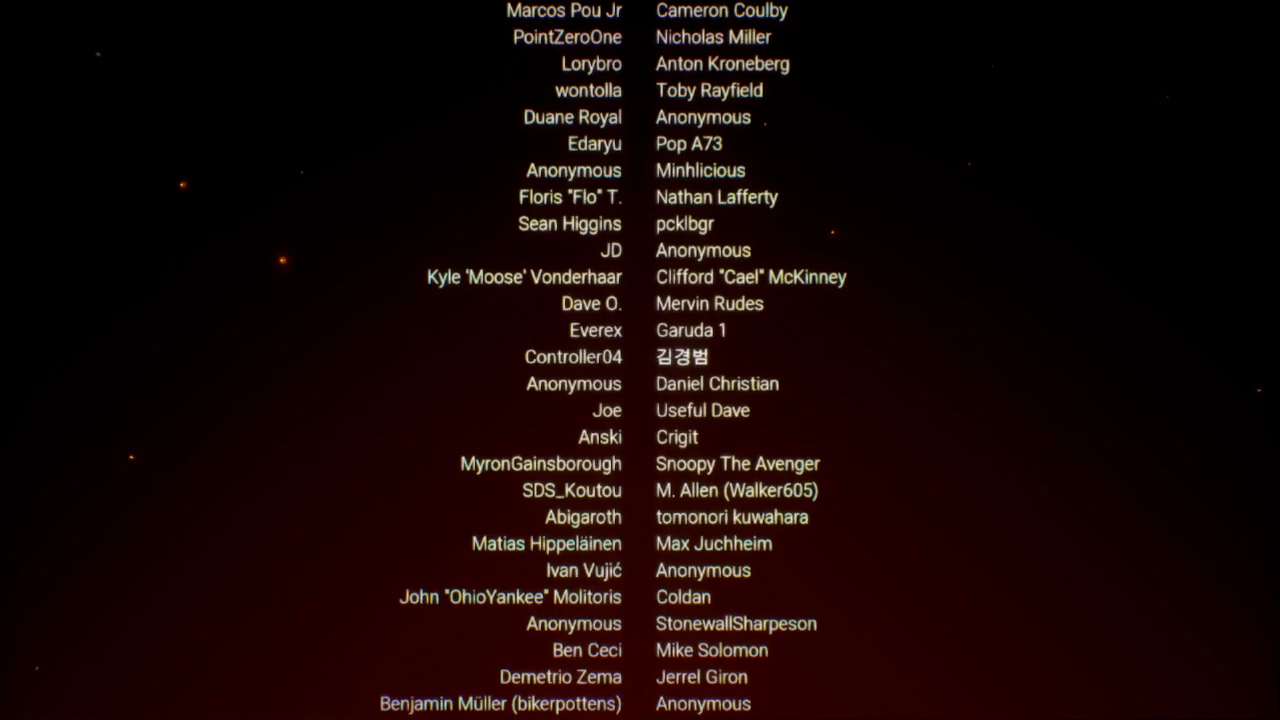 Marcos Pou Jr Cameron Coulby
PointZeroOne Nicholas Miller
Lorybro Anton Kroneberg
wontolla Toby Rayfield
Duane Royal Anonymous
Edaryu Pop A73
Anonymous Minhlicious
Floris "Flo" T. Nathan Lafferty
Sean Higgins pcklbgr
JD Anonymous
Kyle 'Moose' Vonderhaar Clifford "Cael" McKinney
Dave O. Mervin Rudes
Everex Garuda 1
Controller04 김경범
Anonymous Daniel Christian
Joe Useful Dave
Anski Crigit
MyronGainsborough Snoopy The Avenger
SDS_Koutou M. Allen (Walker605)
Abigaroth tomonori kuwahara
Matias Hippeläinen Max Juchheim
Ivan Vujić Anonymous
John "OhioYankee" Molitoris Coldan
Anonymous StonewallSharpeson
Ben Ceci Mike Solomon
Demetrio Zema Jerrel Giron
Benjamin Müller (bikerpottens) Anonymous